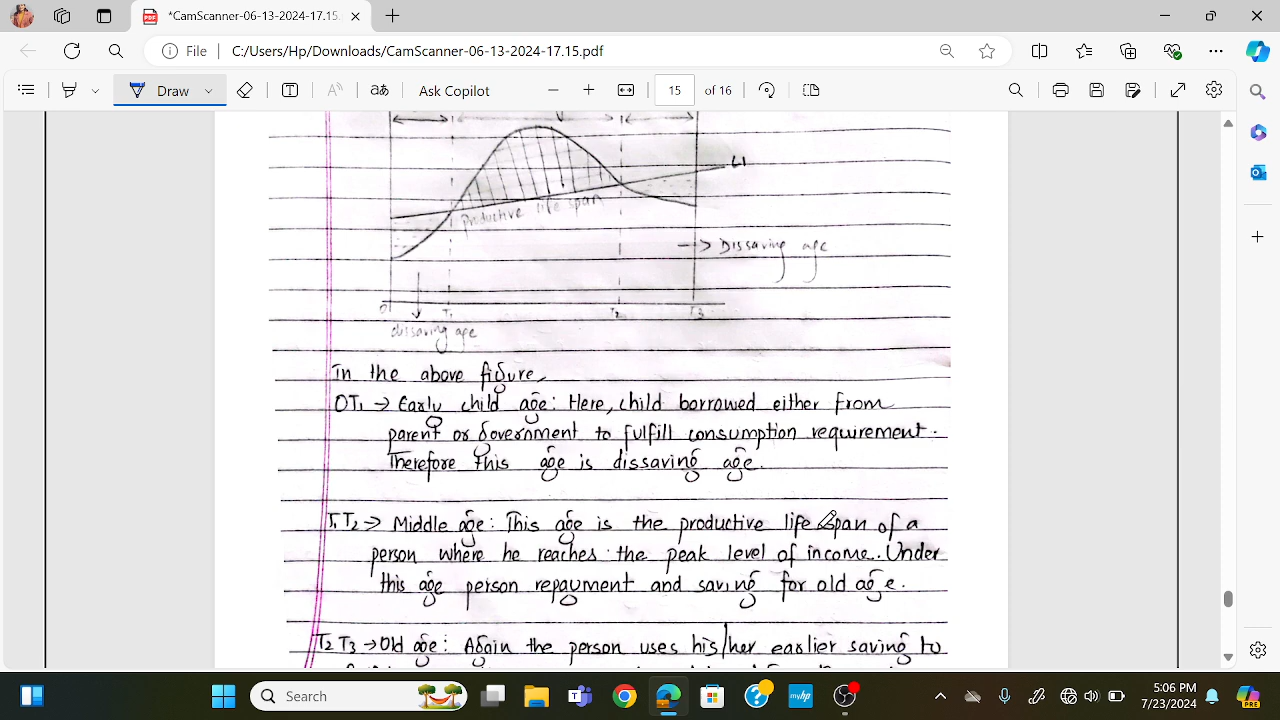 *CamScanner-06-13-2024-17.15.
File
C:/Users/Hp/Downloads/CamScanner-06-13-2024-17.15.pdf
Draw
Ask Copilot
15 of 16
productive life span
→ Dissaving age
O T₁ T₂ T₃
dissaving age
In the above figure,
OT₁ → Early child age: Here, child borrowed either from
parent or government to fulfill consumption requirement.
Therefore this age is dissaving age.
T₁T₂ → Middle age: This age is the productive life span of a
person where he reaches the peak level of income. Under
this age person repayment and saving for old age.
T₂ T₃ → Old age: Again the person uses his/her earlier saving to
Search
5:06 PM
7/23/2024